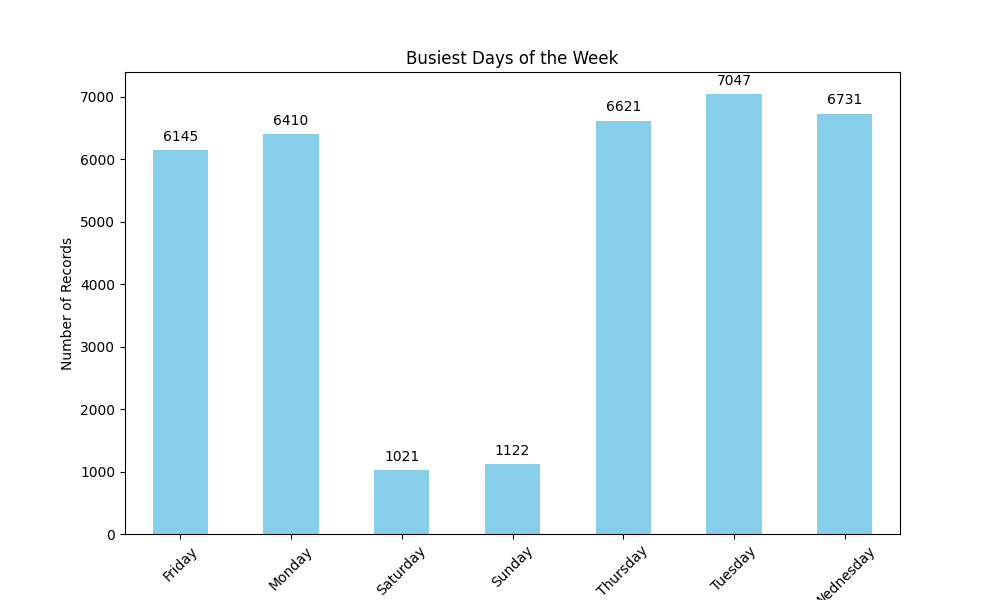 Busiest Days of the Week
Number of Records
7000
6000
5000
4000
3000
2000
1000
0
6145
6410
1021
1122
6621
7047
6731
Friday
Monday
Saturday
Sunday
Thursday
Tuesday
Wednesday